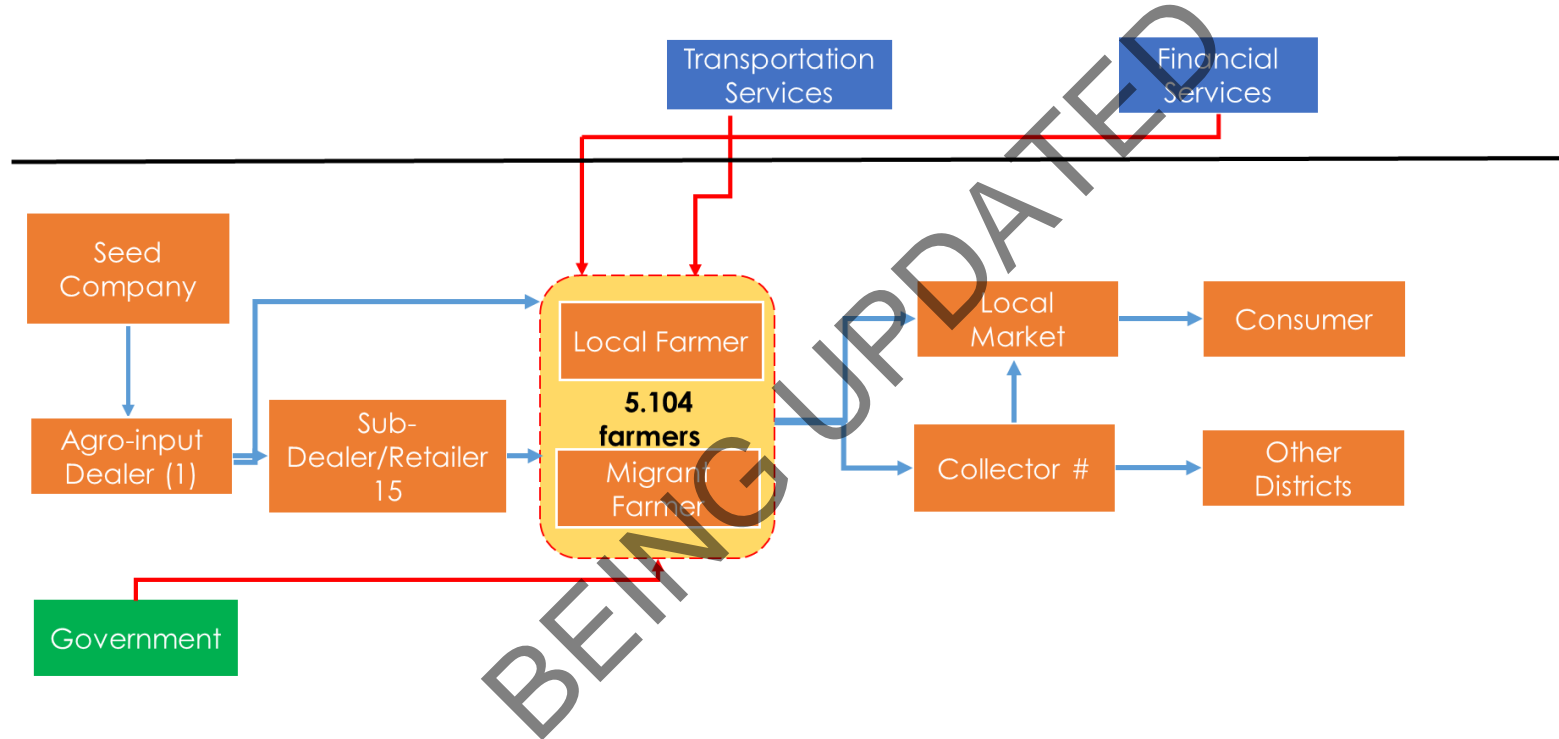 Transportation
Services
Financial
Services
Seed
Company
Local Farmer
Local
Market
Consumer
5.104
farmers
Agro-input
Dealer (1)
Sub-
Dealer/Retailer
15
Migrant
Farmer
Collector #
Other
Districts
Government
BEING UPDATED